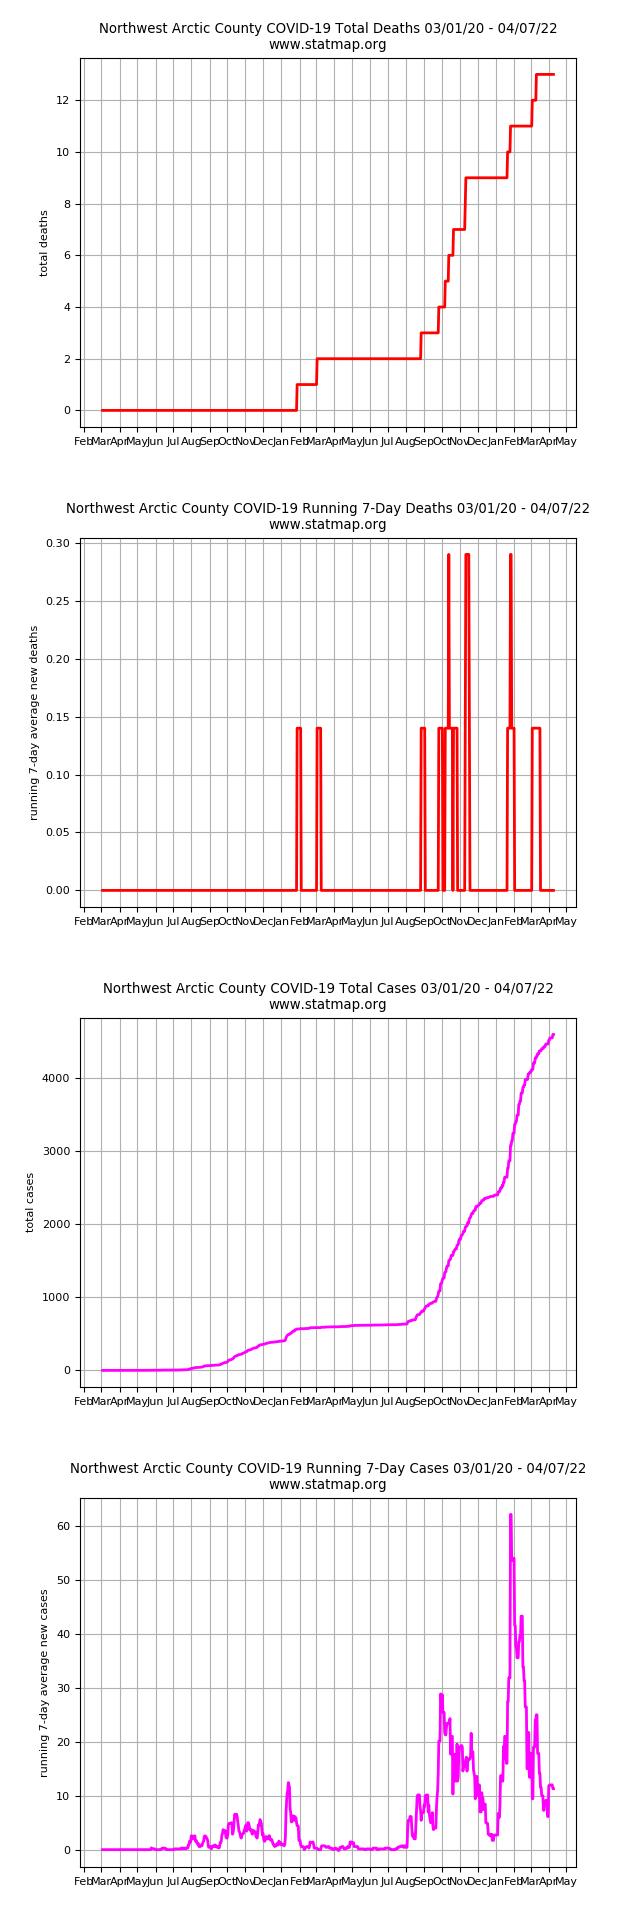 Northwest Arctic County COVID-19 Total Deaths 03/01/20 - 04/07/22
www.statmap.org
12
10
8
6
4
2
0
total deaths
Feb Mar Apr May Jun Jul Aug Sep Oct Nov Dec Jan Feb Mar Apr May Jun Jul Aug Sep Oct Nov Dec Jan Feb Mar Apr May
Northwest Arctic County COVID-19 Running 7-Day Deaths 03/01/20 - 04/07/22
www.statmap.org
0.30
0.25
0.20
0.15
0.10
0.05
0.00
running 7-day average new deaths
Feb Mar Apr May Jun Jul Aug Sep Oct Nov Dec Jan Feb Mar Apr May Jun Jul Aug Sep Oct Nov Dec Jan Feb Mar Apr May
Northwest Arctic County COVID-19 Total Cases 03/01/20 - 04/07/22
www.statmap.org
4000
3000
2000
1000
0
total cases
Feb Mar Apr May Jun Jul Aug Sep Oct Nov Dec Jan Feb Mar Apr May Jun Jul Aug Sep Oct Nov Dec Jan Feb Mar Apr May
Northwest Arctic County COVID-19 Running 7-Day Cases 03/01/20 - 04/07/22
www.statmap.org
60
50
40
30
20
10
0
running 7-day average new cases
Feb Mar Apr May Jun Jul Aug Sep Oct Nov Dec Jan Feb Mar Apr May Jun Jul Aug Sep Oct Nov Dec Jan Feb Mar Apr May